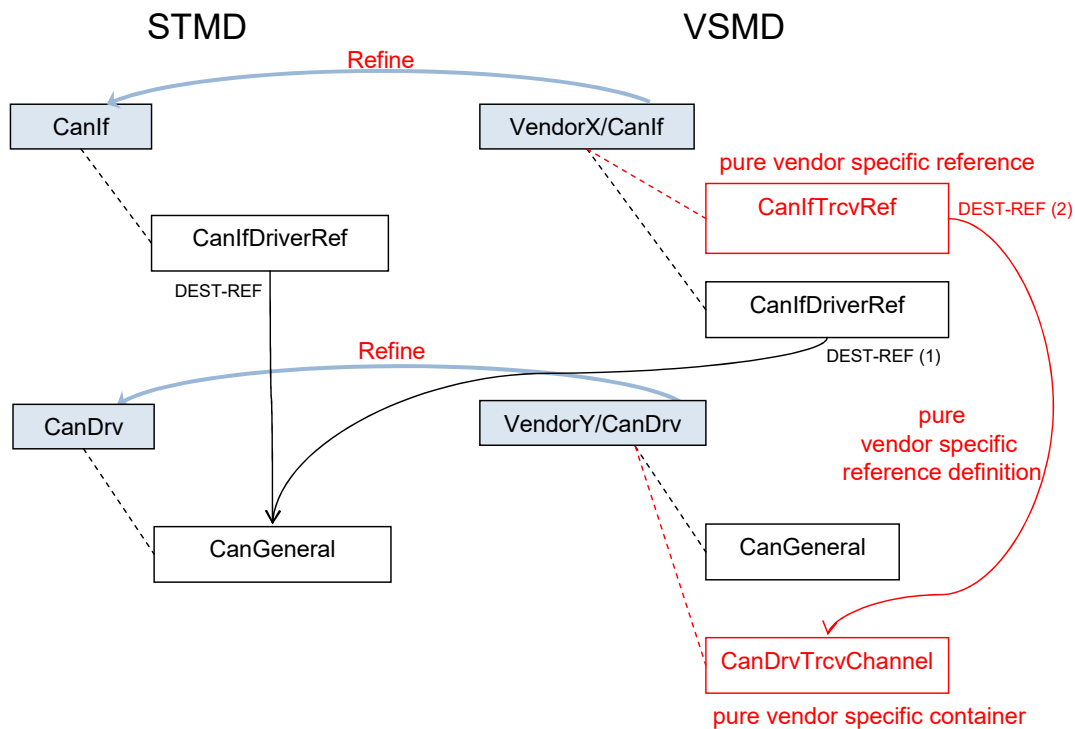 STMD
VSMD
Refine
CanIf
VendorX/CanIf
pure vendor specific reference
CanIfTrcvRef
DEST-REF (2)
CanIfDriverRef
DEST-REF
CanIfDriverRef
DEST-REF (1)
Refine
CanDrv
VendorY/CanDrv
pure
vendor specific
reference definition
CanGeneral
CanGeneral
CanDrvTrcvChannel
pure vendor specific container